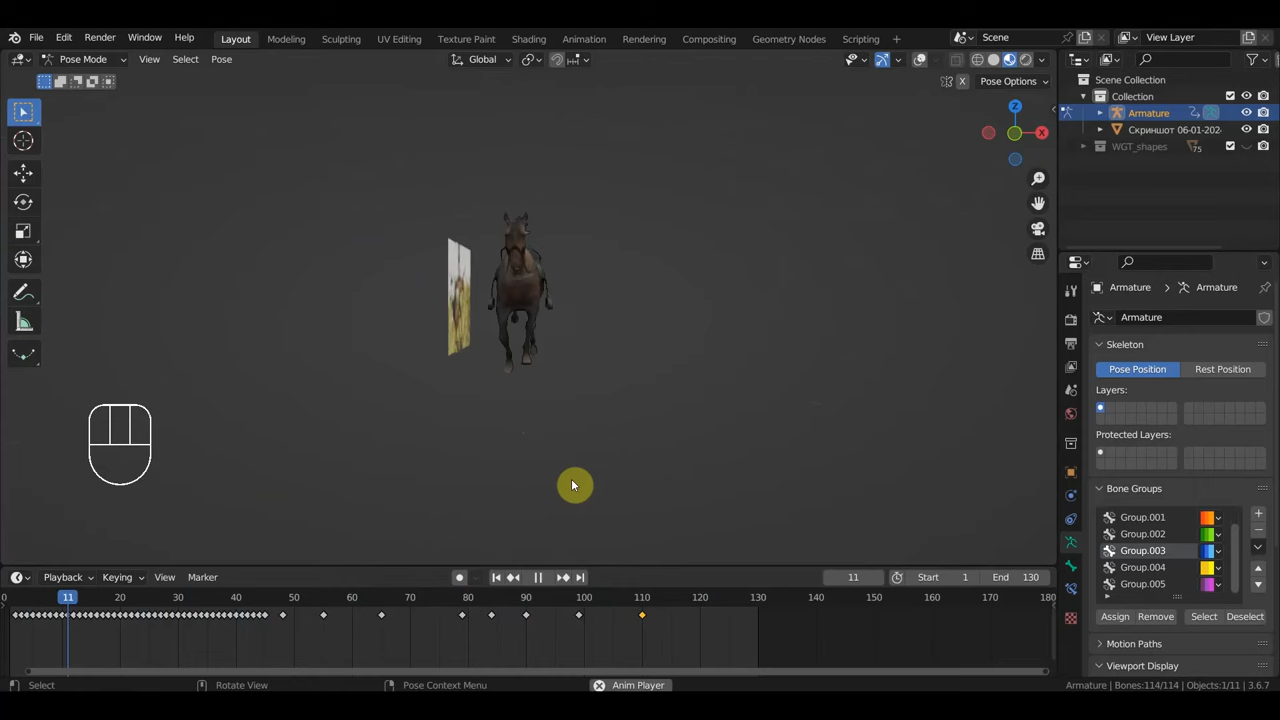 File Edit Render Window Help Layout Modeling Sculpting UV Editing Texture Paint Shading Animation Rendering Compositing Geometry Nodes Scripting + Scene View Layer
Pose Mode View Select Pose Global
X Pose Options
Scene Collection
Collection
Armature
Скриншот 06-01-202
WGT_shapes 75
Z
X
Armature > Armature
Armature
Skeleton
Pose Position Rest Position
Layers:
Protected Layers:
Bone Groups
Group.001
Group.002
Group.003
Group.004
Group.005
Assign Remove Select Deselect
Motion Paths
Viewport Display
Playback Keying View Marker 11 Start 1 End 130
0 11 20 30 40 50 60 70 80 90 100 110 120 130 140 150 160 170 180
Select Rotate View Pose Context Menu Anim Player Armature | Bones:114/114 | Objects:1/11 | 3.6.7